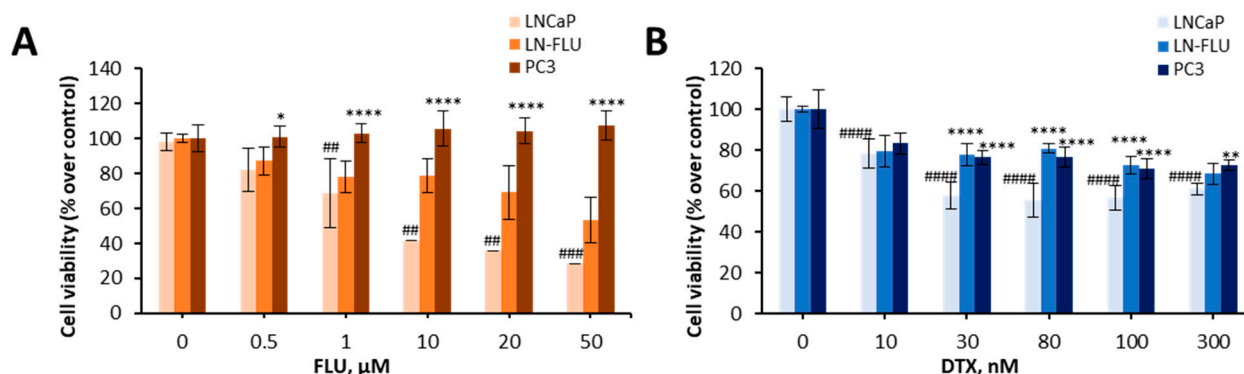 A
LNCaP
LN-FLU
PC3
Cell viability (% over control)
140
120
100
80
60
40
20
0
*
##
****
##
****
##
****
###
****
0 0.5 1 10 20 50
FLU, µM
B
LNCaP
LN-FLU
PC3
Cell viability (% over control)
120
100
80
60
40
20
0
####
####
****
****
####
****
****
####
****
****
####
**
0 10 30 80 100 300
DTX, nM